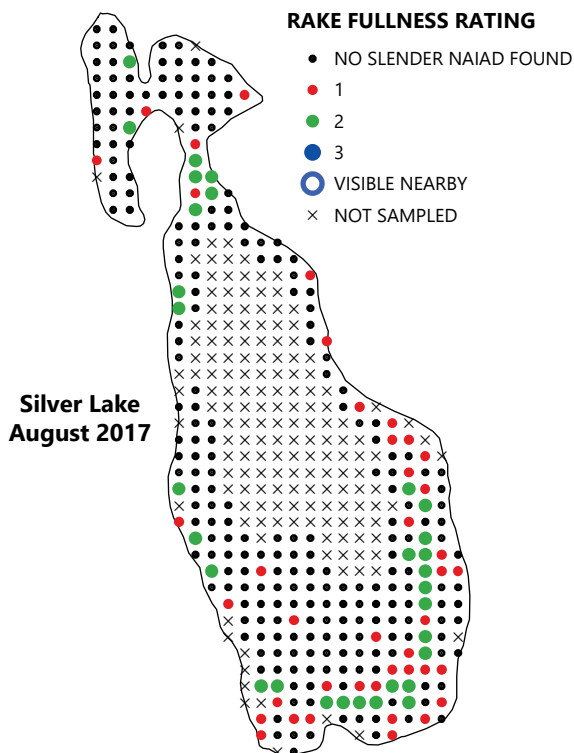 RAKE FULLNESS RATING
NO SLENDER NAIAD FOUND
1
2
3
VISIBLE NEARBY
NOT SAMPLED
Silver Lake
August 2017